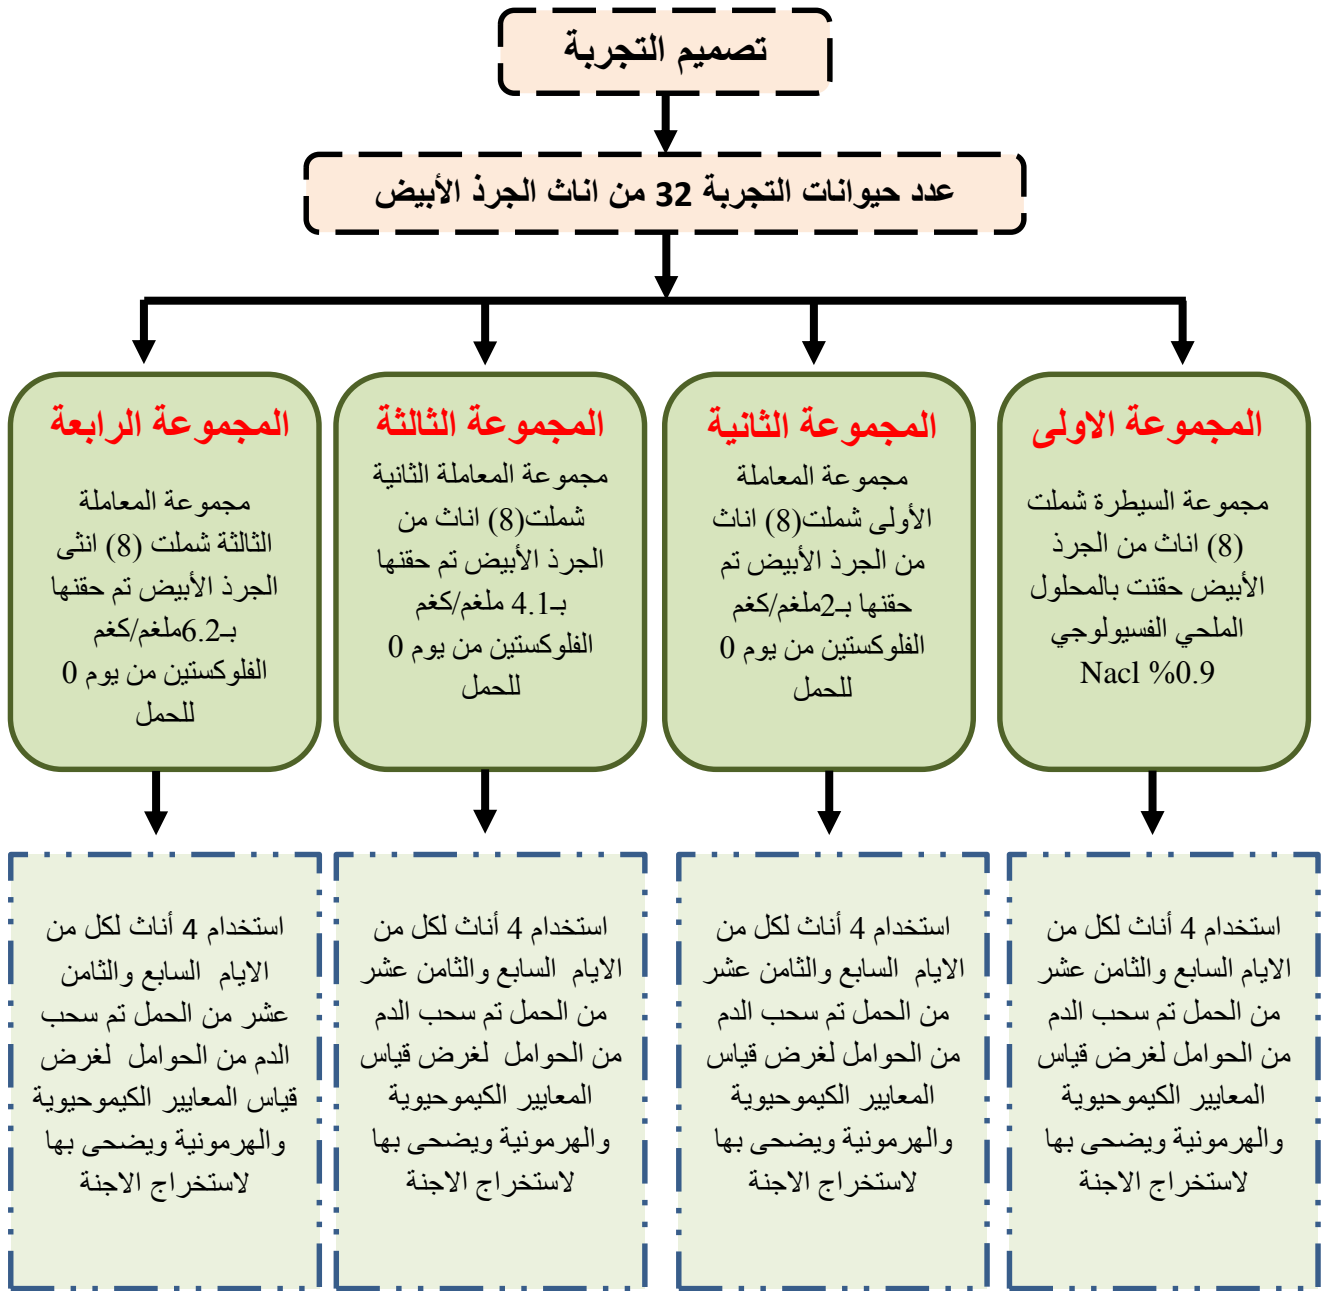 تصميم التجربة
عدد حيوانات التجربة 32 من اناث الجرذ الأبيض
المجموعة الاولى
مجموعة السيطرة شملت
(8) اناث من الجرذ
الأبيض حقنت بالمحلول
الملحي الفسيولوجي
Nacl %0.9
المجموعة الثانية
مجموعة المعاملة
الأولى شملت(8) اناث
من الجرذ الأبيض تم
حقنها بـ2ملغم/كغم
الفلوكستين من يوم 0
للحمل
المجموعة الثالثة
مجموعة المعاملة الثانية
شملت(8) اناث من
الجرذ الأبيض تم حقنها
بـ4.1 ملغم/كغم
الفلوكستين من يوم 0
للحمل
المجموعة الرابعة
مجموعة المعاملة
الثالثة شملت (8) انثى
الجرذ الأبيض تم حقنها
بـ6.2ملغم/كغم
الفلوكستين من يوم 0
للحمل
استخدام 4 أناث لكل من
الايام السابع والثامن عشر
من الحمل تم سحب الدم
من الحوامل لغرض قياس
المعايير الكيموحيوية
والهرمونية ويضحى بها
لاستخراج الاجنة
استخدام 4 أناث لكل من
الايام السابع والثامن عشر
من الحمل تم سحب الدم
من الحوامل لغرض قياس
المعايير الكيموحيوية
والهرمونية ويضحى بها
لاستخراج الاجنة
استخدام 4 أناث لكل من
الايام السابع والثامن عشر
من الحمل تم سحب الدم
من الحوامل لغرض قياس
المعايير الكيموحيوية
والهرمونية ويضحى بها
لاستخراج الاجنة
استخدام 4 أناث لكل من
الايام السابع والثامن
عشر من الحمل تم سحب
الدم من الحوامل لغرض
قياس المعايير الكيموحيوية
والهرمونية ويضحى بها
لاستخراج الاجنة